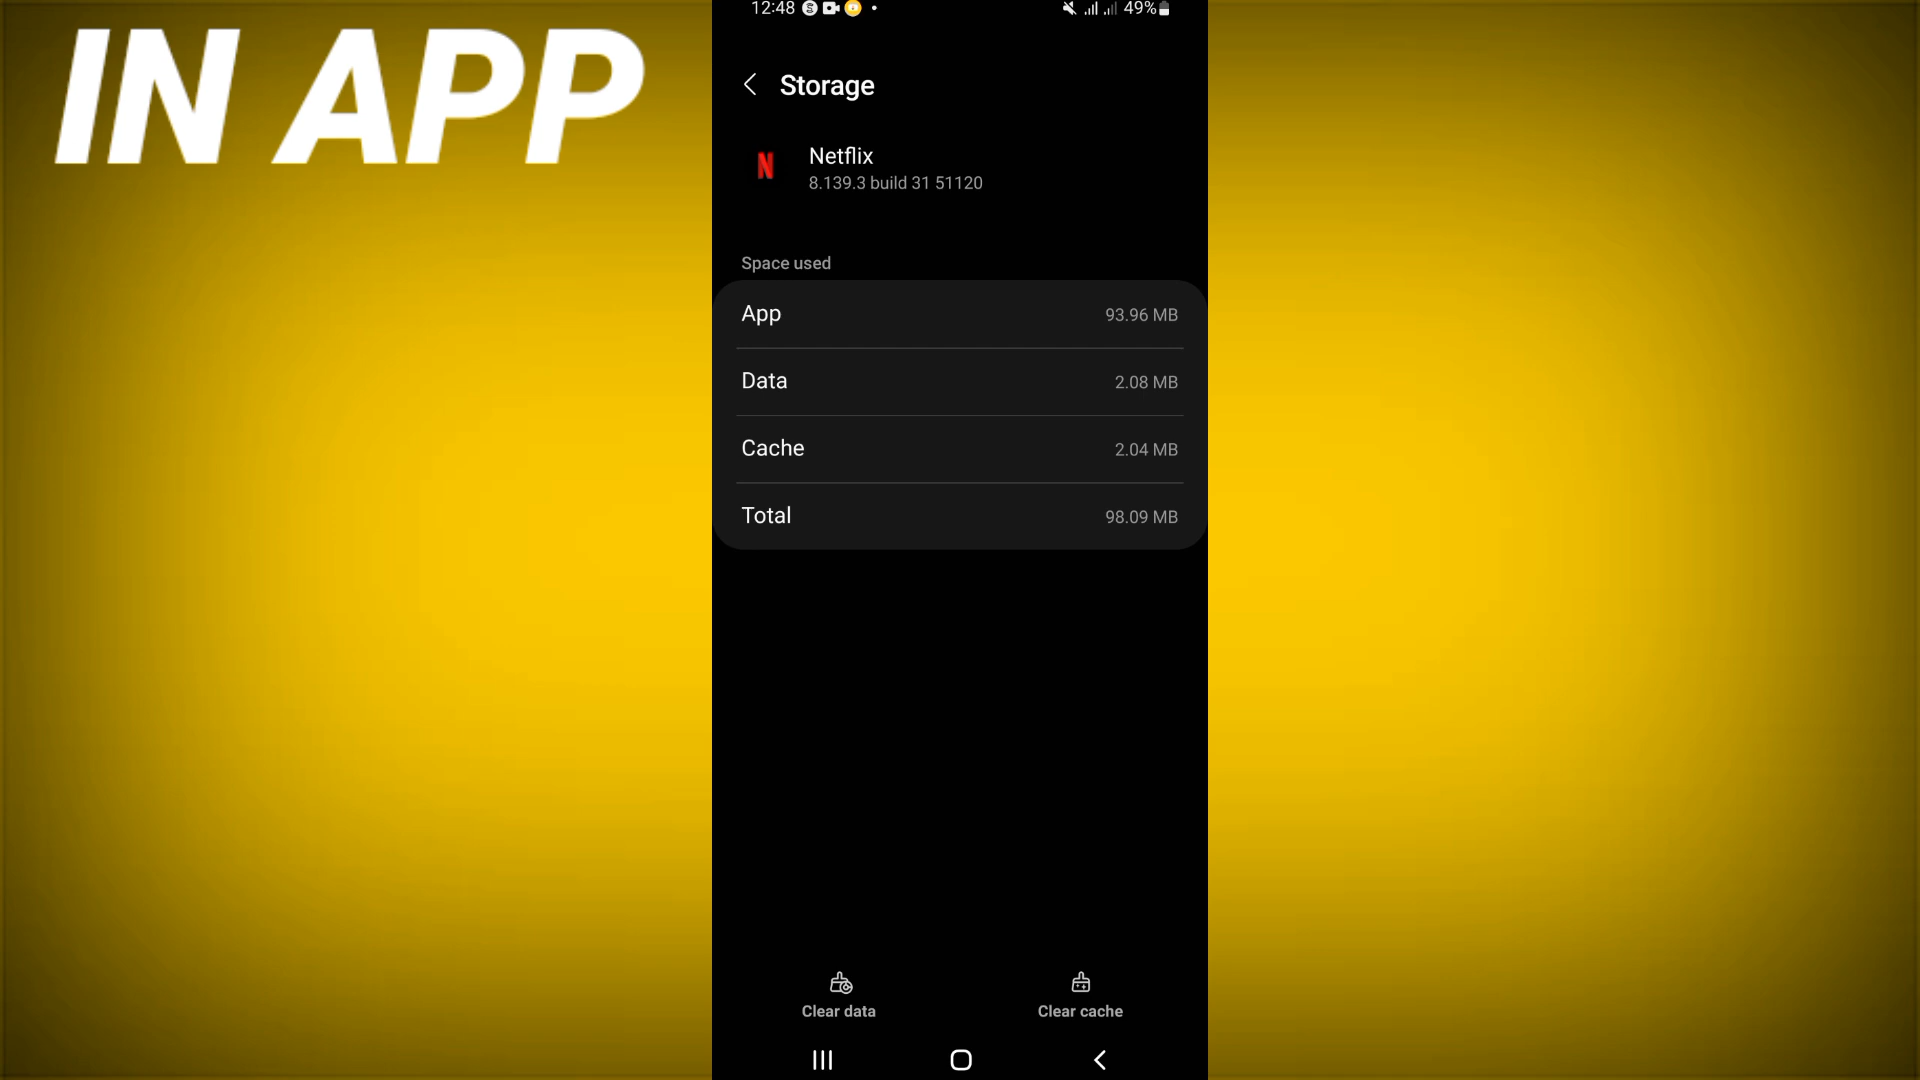 IN APP
12:48 49%
Storage
Netflix
8.139.3 build 31 51120
Space used
App 93.96 MB
Data 2.08 MB
Cache 2.04 MB
Total 98.09 MB
Clear data Clear cache